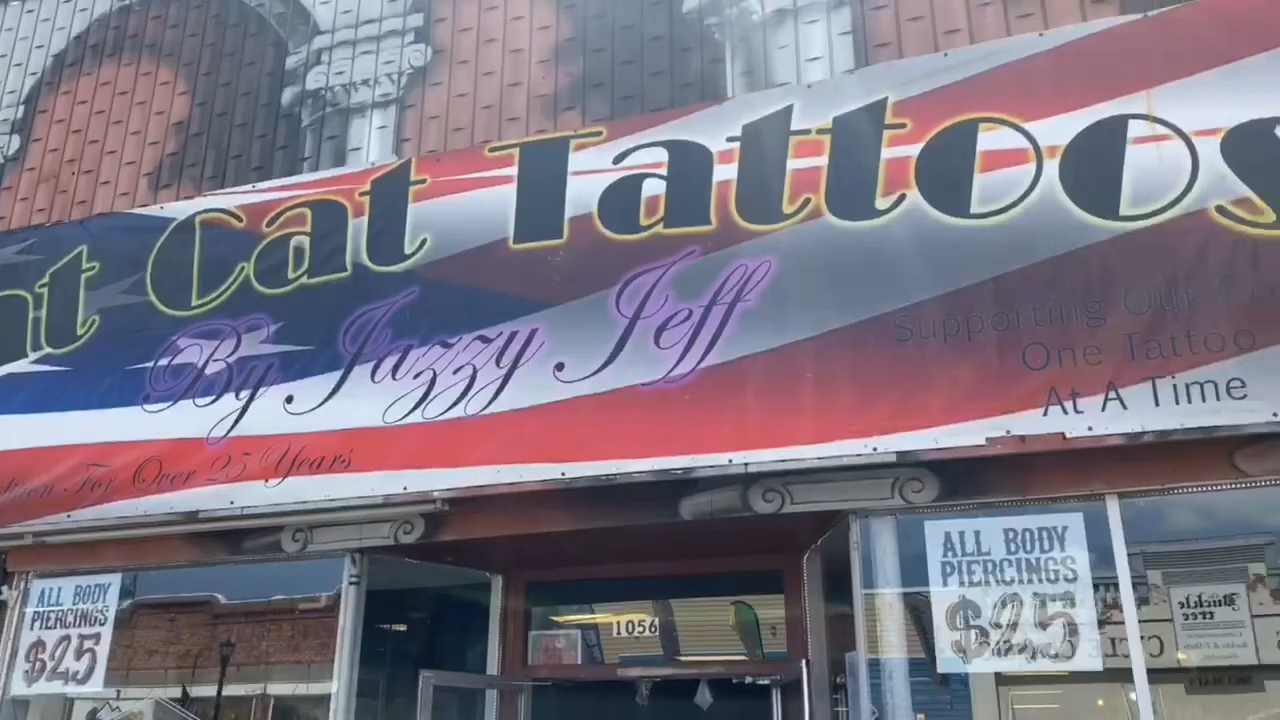 Cat Tattoos
By Jazzy Jeff
Supporting Our
One Tattoo
At A Time
For Over 25 Years
ALL BODY
PIERCINGS
$25
1056
ALL BODY
PIERCINGS
$25